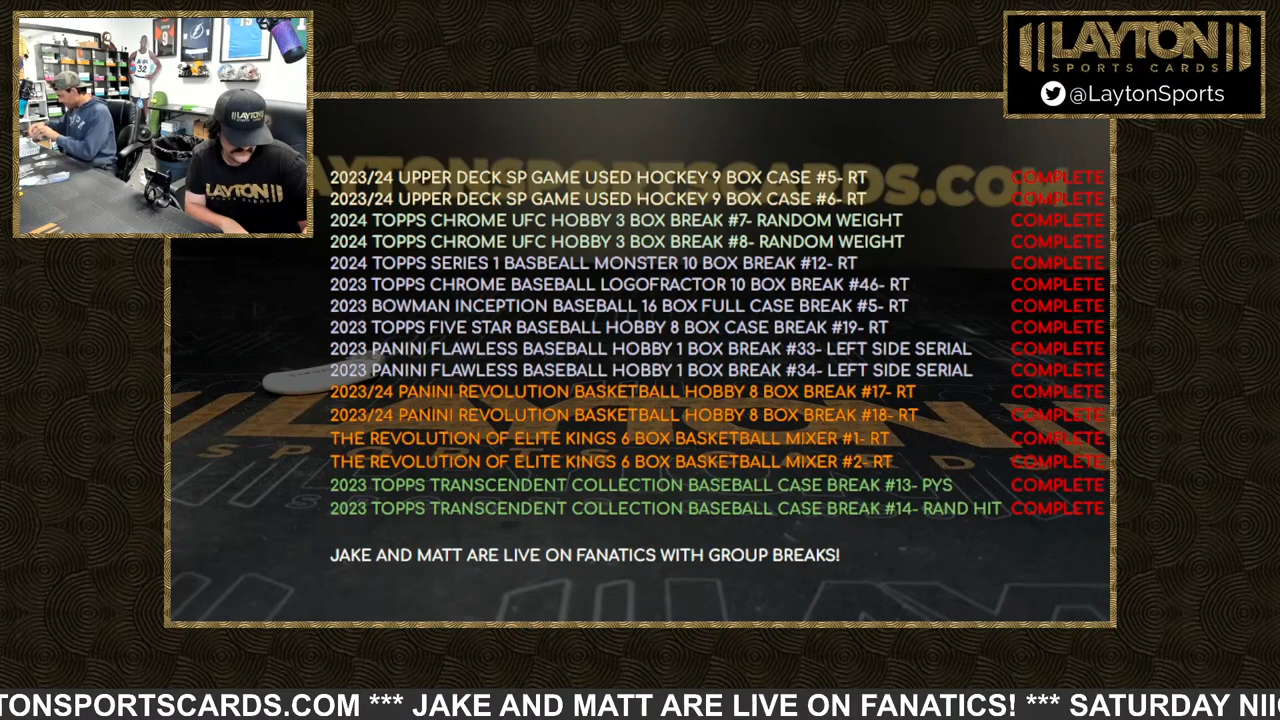 LAYTON
SPORTS CARDS
@LaytonSports
LAYTONSPORTSCARDS.COM
2023/24 UPPER DECK SP GAME USED HOCKEY 9 BOX CASE #5- RT COMPLETE
2023/24 UPPER DECK SP GAME USED HOCKEY 9 BOX CASE #6- RT COMPLETE
2024 TOPPS CHROME UFC HOBBY 3 BOX BREAK #7- RANDOM WEIGHT COMPLETE
2024 TOPPS CHROME UFC HOBBY 3 BOX BREAK #8- RANDOM WEIGHT COMPLETE
2024 TOPPS SERIES 1 BASBEALL MONSTER 10 BOX BREAK #12- RT COMPLETE
2023 TOPPS CHROME BASEBALL LOGOFRACTOR 10 BOX BREAK #46- RT COMPLETE
2023 BOWMAN INCEPTION BASEBALL 16 BOX FULL CASE BREAK #5- RT COMPLETE
2023 TOPPS FIVE STAR BASEBALL HOBBY 8 BOX CASE BREAK #19- RT COMPLETE
2023 PANINI FLAWLESS BASEBALL HOBBY 1 BOX BREAK #33- LEFT SIDE SERIAL COMPLETE
2023 PANINI FLAWLESS BASEBALL HOBBY 1 BOX BREAK #34- LEFT SIDE SERIAL COMPLETE
2023/24 PANINI REVOLUTION BASKETBALL HOBBY 8 BOX BREAK #17- RT COMPLETE
2023/24 PANINI REVOLUTION BASKETBALL HOBBY 8 BOX BREAK #18- RT COMPLETE
THE REVOLUTION OF ELITE KINGS 6 BOX BASKETBALL MIXER #1- RT COMPLETE
THE REVOLUTION OF ELITE KINGS 6 BOX BASKETBALL MIXER #2- RT COMPLETE
2023 TOPPS TRANSCENDENT COLLECTION BASEBALL CASE BREAK #13- PYS COMPLETE
2023 TOPPS TRANSCENDENT COLLECTION BASEBALL CASE BREAK #14- RAND HIT COMPLETE
JAKE AND MATT ARE LIVE ON FANATICS WITH GROUP BREAKS!
TONSPORTSCARDS.COM *** JAKE AND MATT ARE LIVE ON FANATICS! *** SATURDAY NI